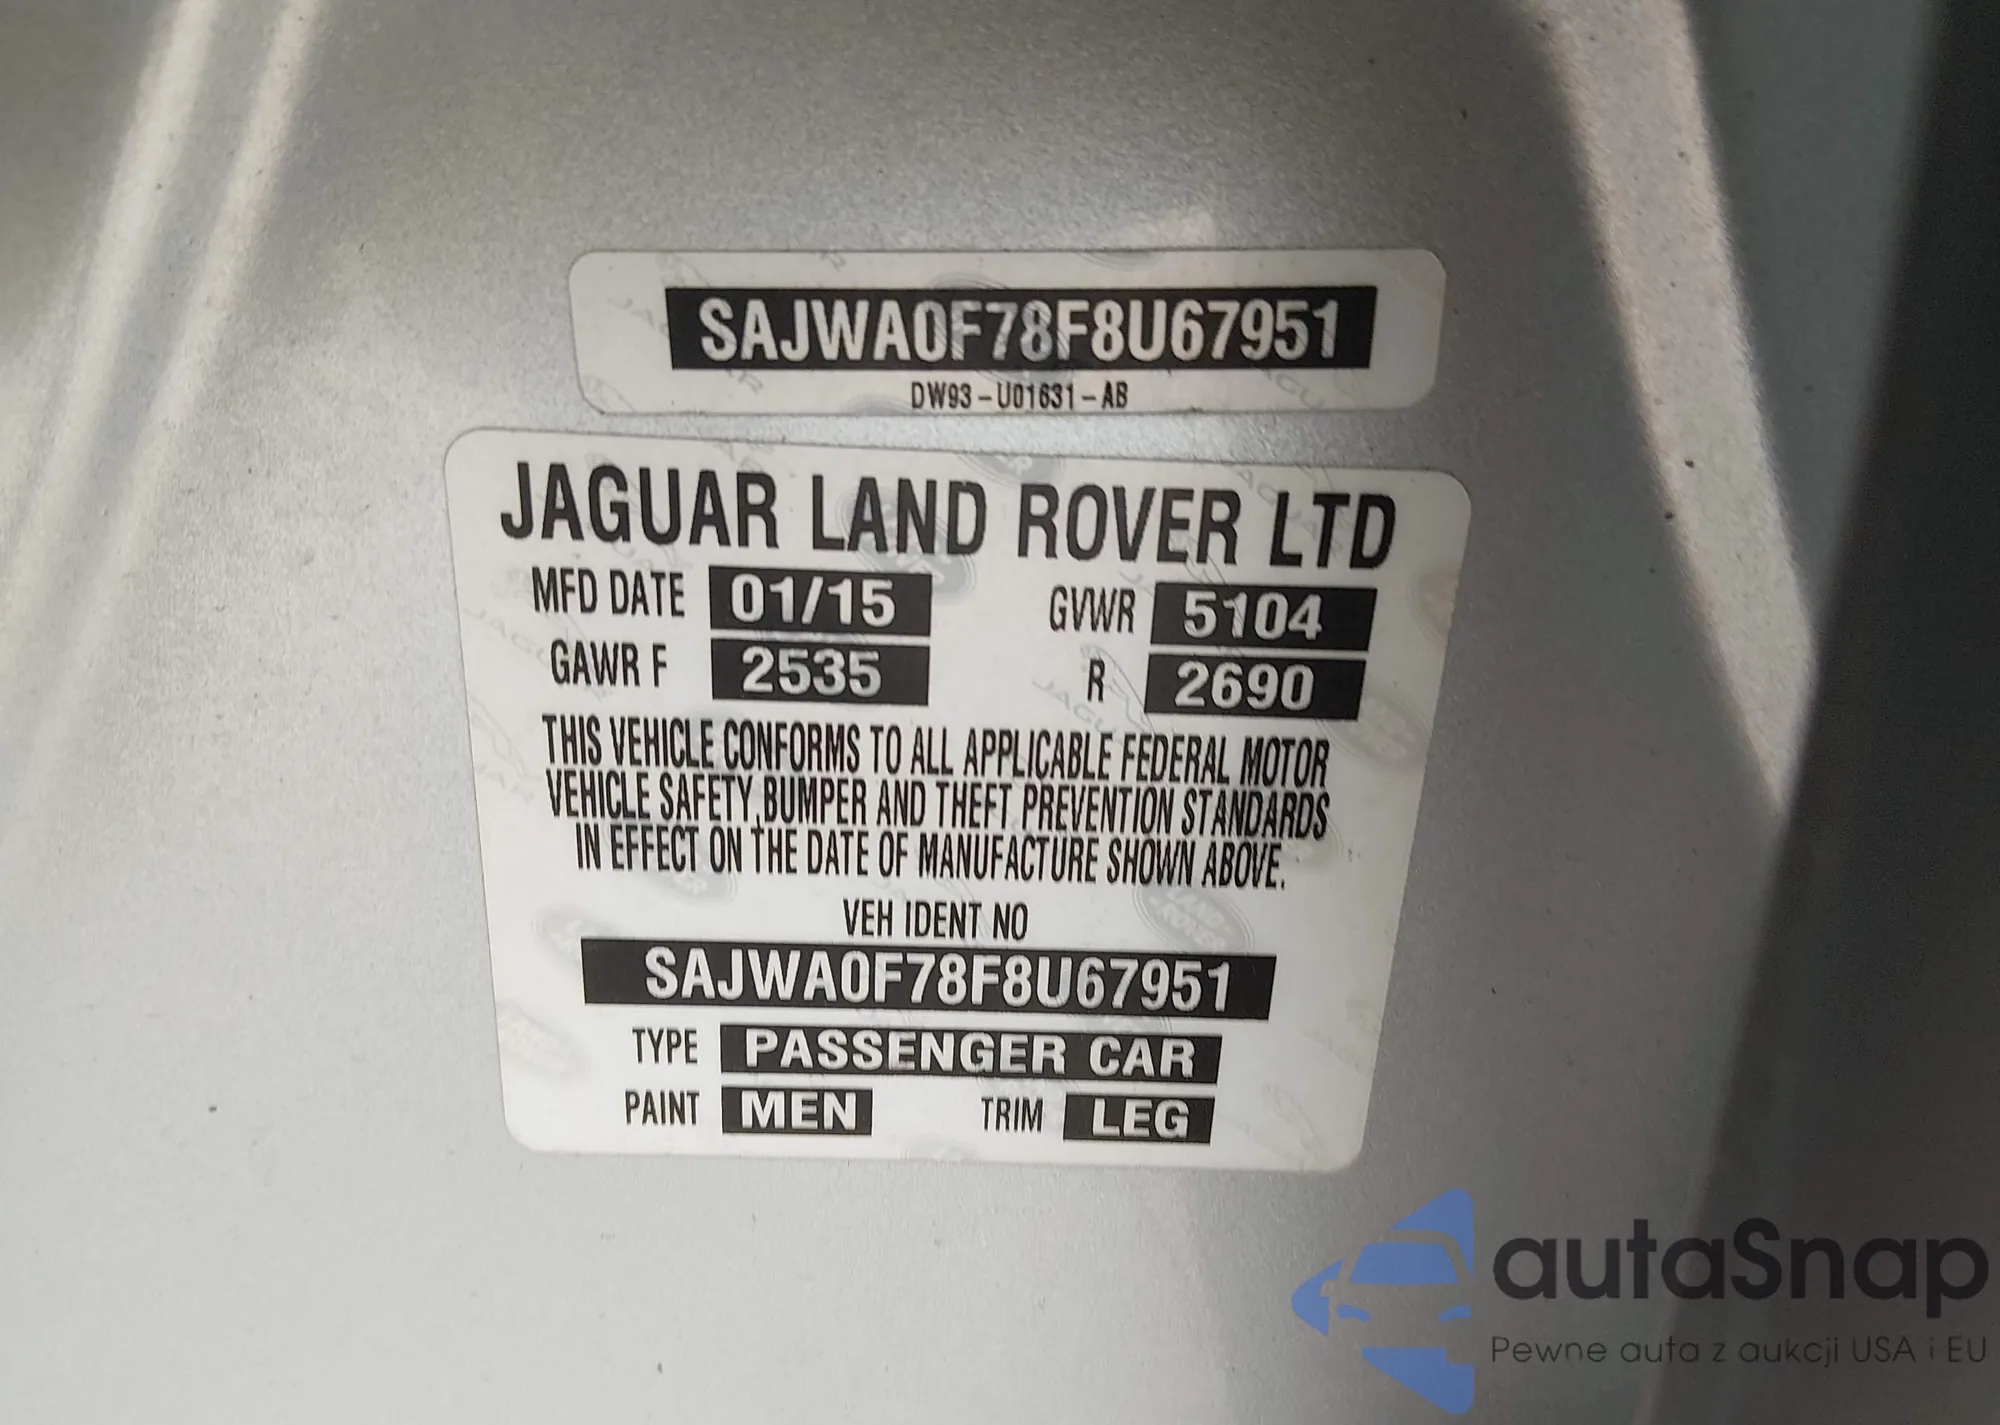 SAJWA0F78F8U67951
DW93-U01631-AB
JAGUAR LAND ROVER LTD
MFD DATE 01/15 GVWR 5104
GAWR F 2535 R 2690
THIS VEHICLE CONFORMS TO ALL APPLICABLE FEDERAL MOTOR
VEHICLE SAFETY, BUMPER AND THEFT PREVENTION STANDARDS
IN EFFECT ON THE DATE OF MANUFACTURE SHOWN ABOVE.
VEH IDENT NO
SAJWA0F78F8U67951
TYPE PASSENGER CAR
PAINT MEN TRIM LEG
autaSnap
Pewne auta z aukcji USA i EU